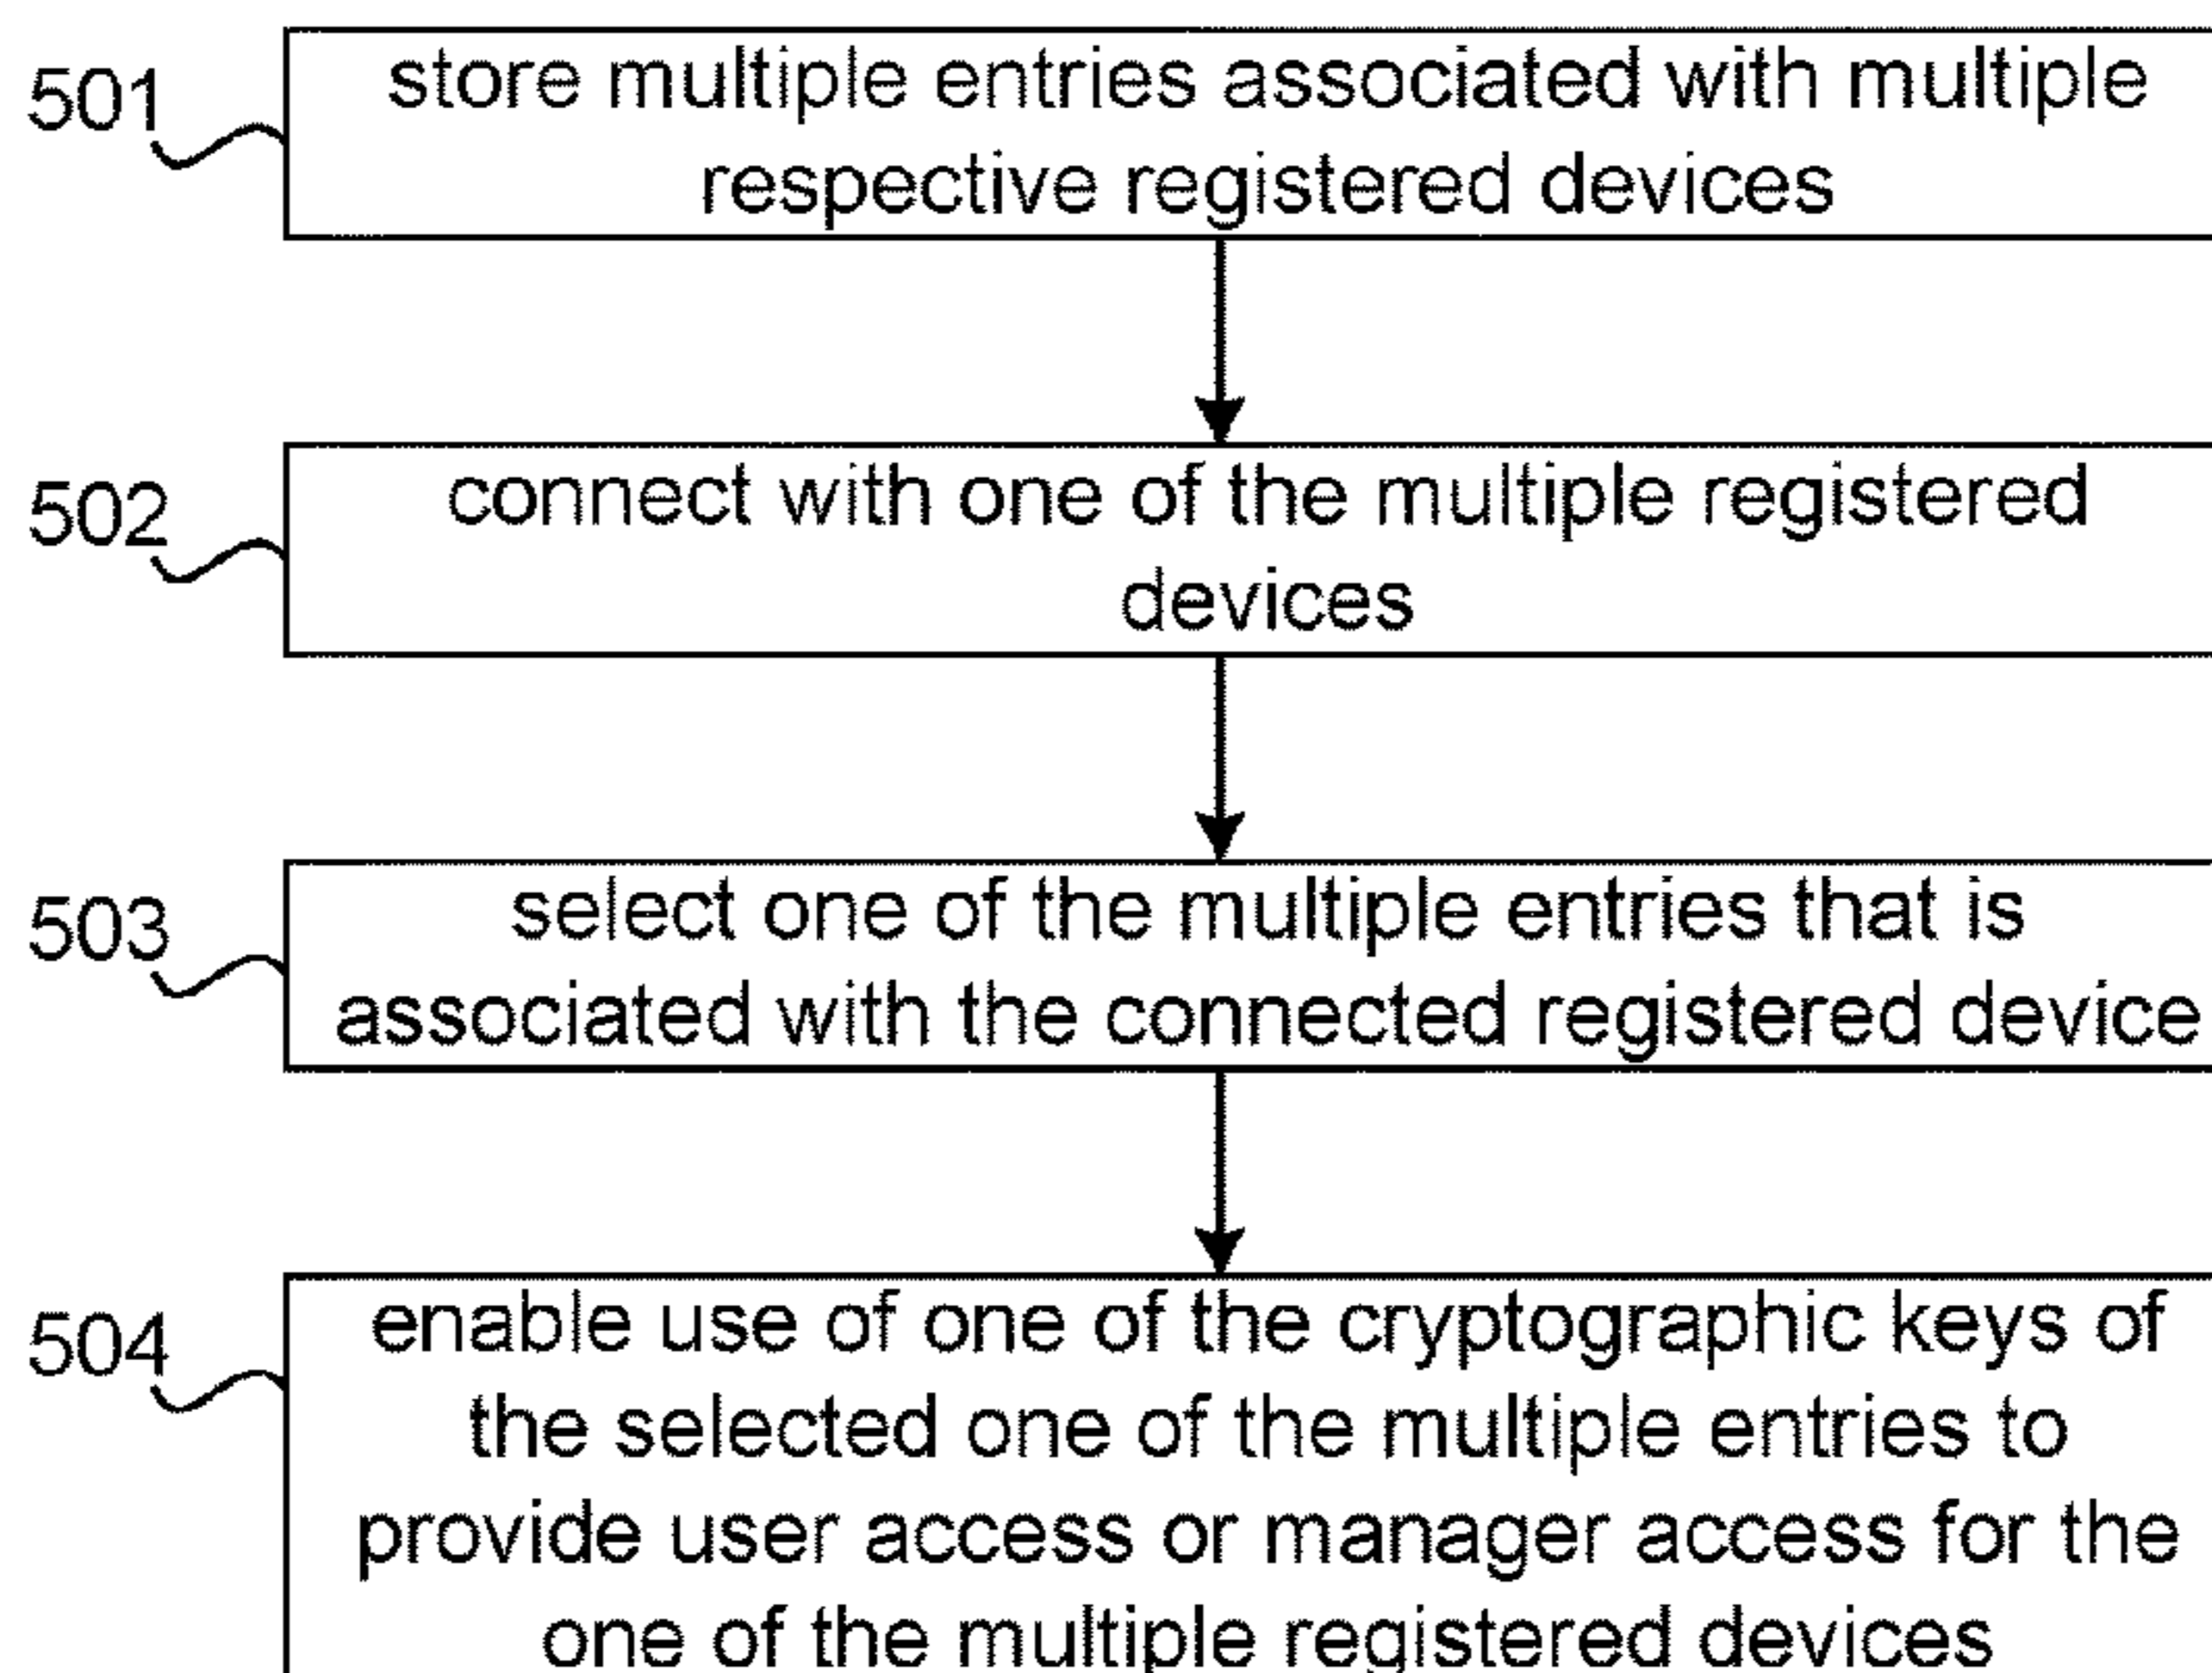 501
store multiple entries associated with multiple
respective registered devices
502
connect with one of the multiple registered
devices
503
select one of the multiple entries that is
associated with the connected registered device
504
enable use of one of the cryptographic keys of
the selected one of the multiple entries to
provide user access or manager access for the
one of the multiple registered devices